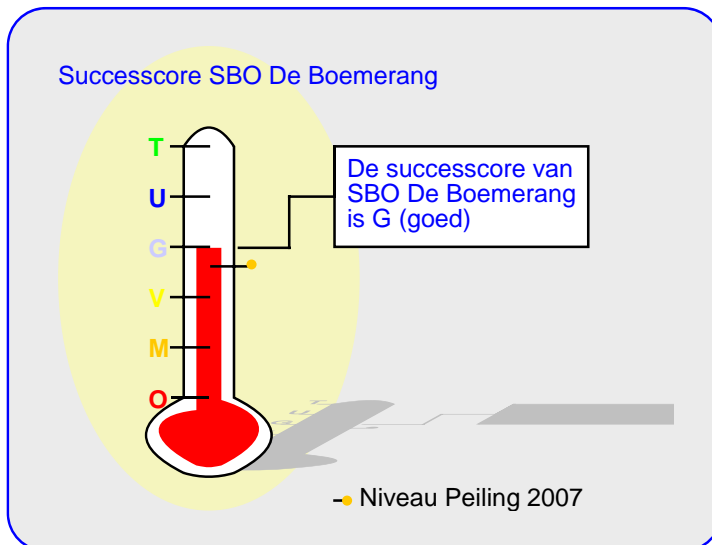 Successcore SBO De Boemerang
T
U
G
V
M
O
De successcore van
SBO De Boemerang
is G (goed)
Niveau Peiling 2007